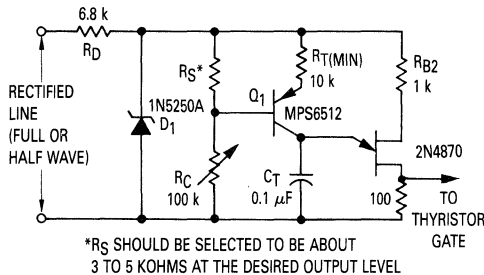 6.8 k
RD
RECTIFIED
LINE
(FULL OR
HALF WAVE)
1N5250A
D1
RS*
RC
100 k
Q1
RT(MIN)
10 k
MPS6512
CT
0.1 μF
RB2
1 k
2N4870
100
TO
THYRISTOR
GATE
*RS SHOULD BE SELECTED TO BE ABOUT
3 TO 5 KOHMS AT THE DESIRED OUTPUT LEVEL